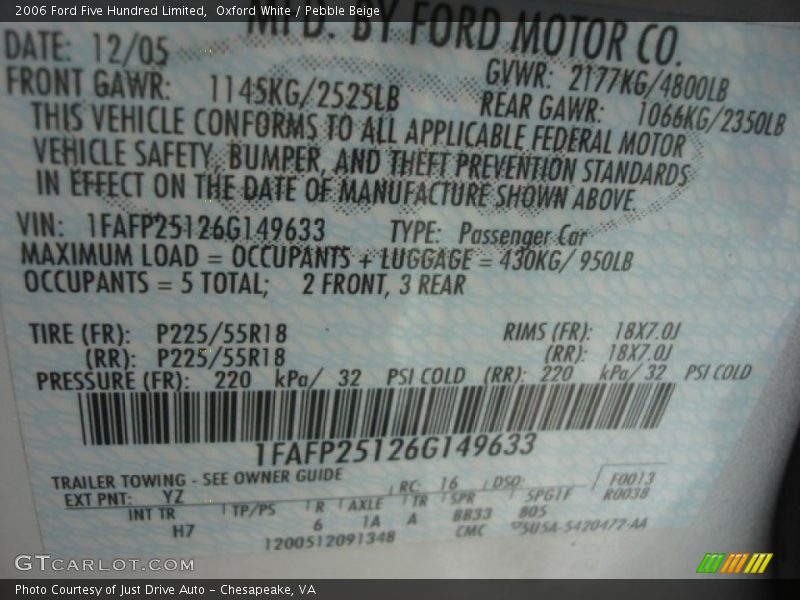 2006 Ford Five Hundred Limited,  Oxford White / Pebble Beige
MFD. BY FORD MOTOR CO.
DATE: 12/05 GVWR: 2177KG/4800LB
FRONT GAWR: 1145KG/2525LB REAR GAWR: 1066KG/2350LB
THIS VEHICLE CONFORMS TO ALL APPLICABLE FEDERAL MOTOR
VEHICLE SAFETY, BUMPER, AND THEFT PREVENTION STANDARDS
IN EFFECT ON THE DATE OF MANUFACTURE SHOWN ABOVE
VIN: 1FAFP25126G149633 TYPE: Passenger Car
MAXIMUM LOAD = OCCUPANTS + LUGGAGE = 430KG/ 950LB
OCCUPANTS = 5 TOTAL; 2 FRONT, 3 REAR
TIRE (FR): P225/55R18 RIMS (FR): 18X7.0J
(RR): P225/55R18 (RR): 18X7.0J
PRESSURE (FR): 220 kPa/ 32 PSI COLD (RR): 220 kPa/ 32 PSI COLD
1FAFP25126G149633
TRAILER TOWING - SEE OWNER GUIDE
EXT PNT: YZ RC: 16 DSO: F0013
R0038
INT TR TP/PS R AXLE TR SPR SPGTF
H7 6 1A A BB33 805
1200512091348 CMC 5U5A-5420472-AA
GTCARLOT.COM
Photo Courtesy of Just Drive Auto - Chesapeake, VA